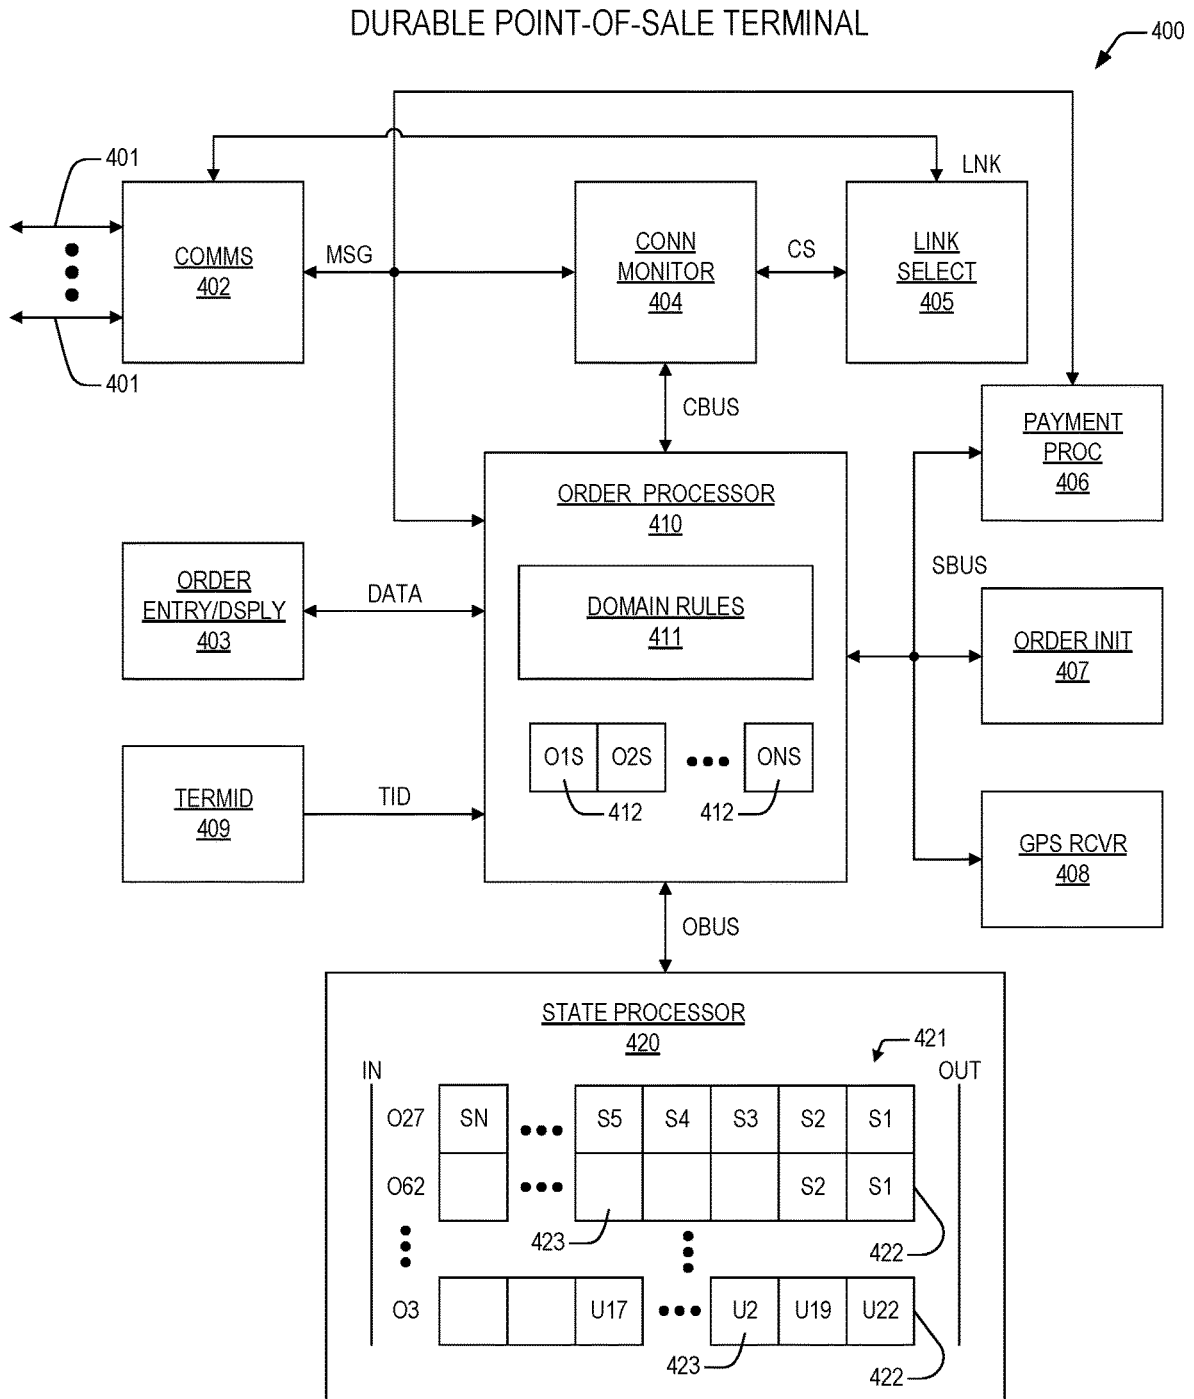 DURABLE POINT-OF-SALE TERMINAL
400
401
LNK
COMMS
402
MSG
CONN
MONITOR
404
CS
LINK
SELECT
405
401
CBUS
PAYMENT
PROC
406
ORDER PROCESSOR
410
ORDER
ENTRY/DSPLY
403
DATA
DOMAIN RULES
411
SBUS
ORDER INIT
407
O1S O2S ONS
412 412
TERMID
409
TID
GPS RCVR
408
OBUS
STATE PROCESSOR
420
421
IN OUT
O27 SN S5 S4 S3 S2 S1
O62 S2 S1
423 422
O3 U17 U2 U19 U22
423 422